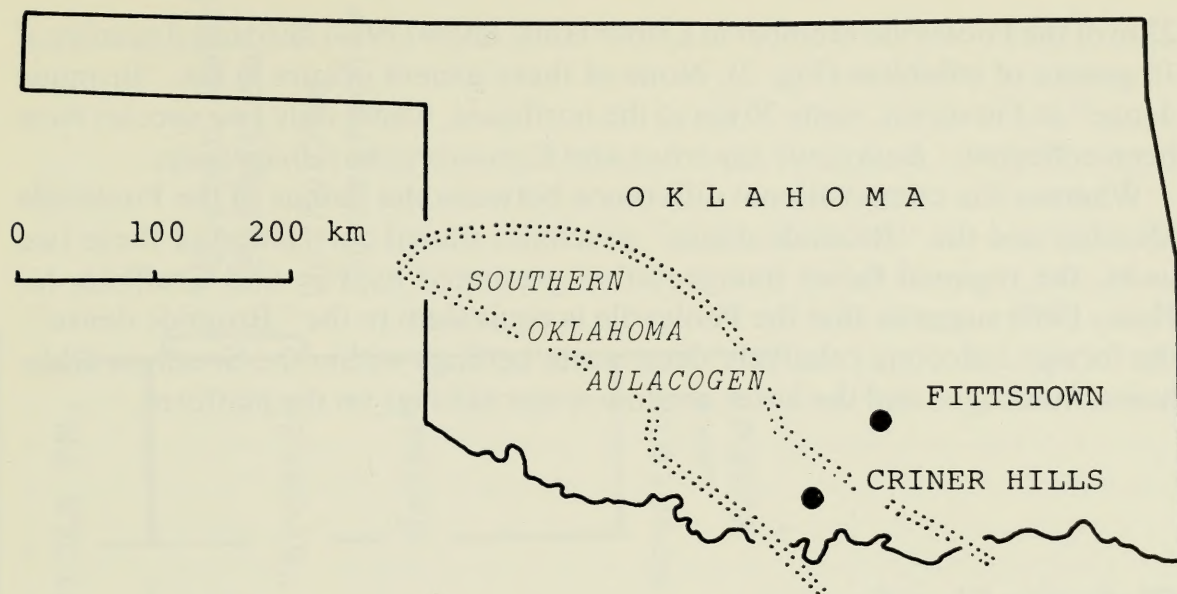 OKLAHOMA
0 100 200 km
SOUTHERN
OKLAHOMA
AULACOGEN
FITTSTOWN
CRINER HILLS